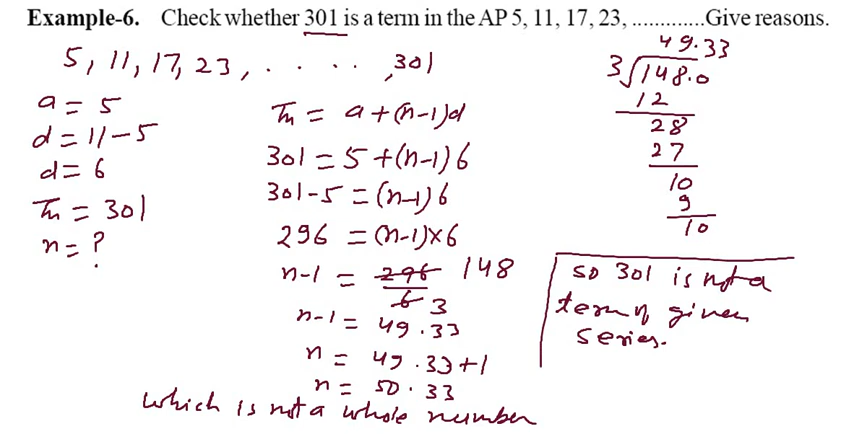 Example-6. Check whether 301 is a term in the AP 5, 11, 17, 23, .............Give reasons.
5, 11, 17, 23, . . . . , 301
a = 5
d = 11-5
d = 6
Tn = 301
n = ?
Tn = a+(n-1)d
301 = 5+(n-1)6
301-5 = (n-1)6
296 = (n-1)×6
n-1 = 296 148
6 3
n-1 = 49.33
n = 49.33+1
n = 50.33
which is not a whole number
49.33
3 148.0
12
28
27
10
9
10
so 301 is not a
term of given
series.